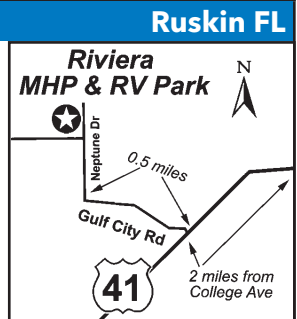 Ruskin FL
Riviera
MHP & RV Park
N
Neptune Dr
0.5 miles
Gulf City Rd
41
2 miles from
College Ave